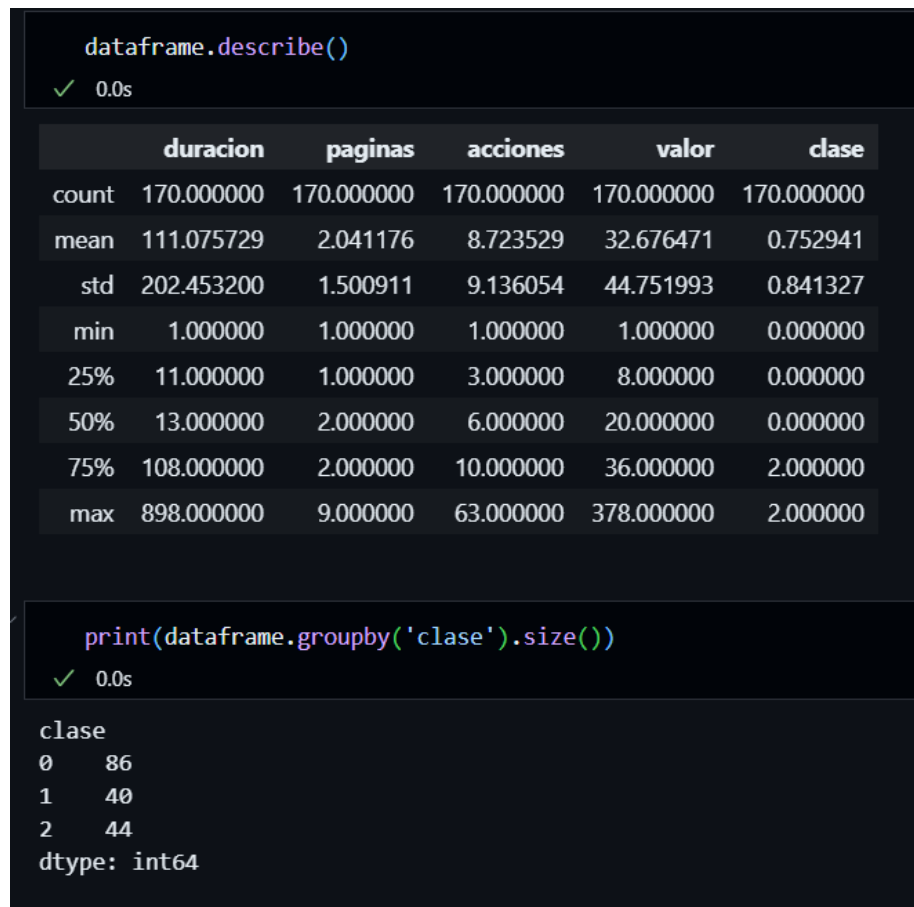 dataframe.describe()
✓ 0.0s
duracion paginas acciones valor clase
count 170.000000 170.000000 170.000000 170.000000 170.000000
mean 111.075729 2.041176 8.723529 32.676471 0.752941
std 202.453200 1.500911 9.136054 44.751993 0.841327
min 1.000000 1.000000 1.000000 1.000000 0.000000
25% 11.000000 1.000000 3.000000 8.000000 0.000000
50% 13.000000 2.000000 6.000000 20.000000 0.000000
75% 108.000000 2.000000 10.000000 36.000000 2.000000
max 898.000000 9.000000 63.000000 378.000000 2.000000
print(dataframe.groupby('clase').size())
✓ 0.0s
clase
0    86
1    40
2    44
dtype: int64